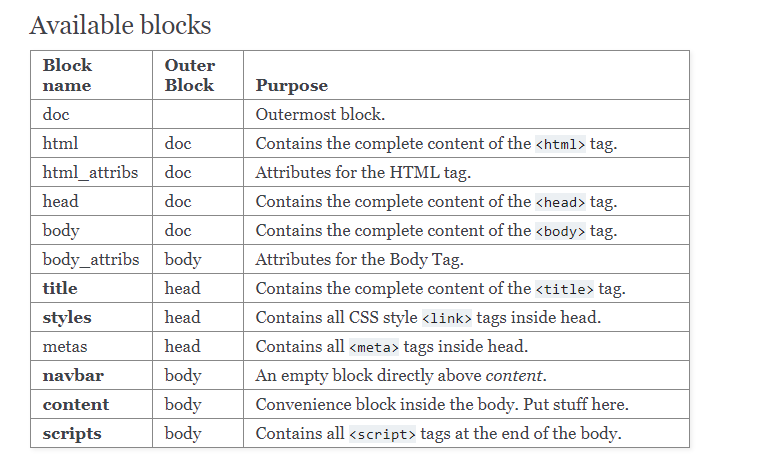 Available blocks
Block name Outer Block Purpose
doc Outermost block.
html doc Contains the complete content of the <html> tag.
html_attribs doc Attributes for the HTML tag.
head doc Contains the complete content of the <head> tag.
body doc Contains the complete content of the <body> tag.
body_attribs body Attributes for the Body Tag.
title head Contains the complete content of the <title> tag.
styles head Contains all CSS style <link> tags inside head.
metas head Contains all <meta> tags inside head.
navbar body An empty block directly above content.
content body Convenience block inside the body. Put stuff here.
scripts body Contains all <script> tags at the end of the body.